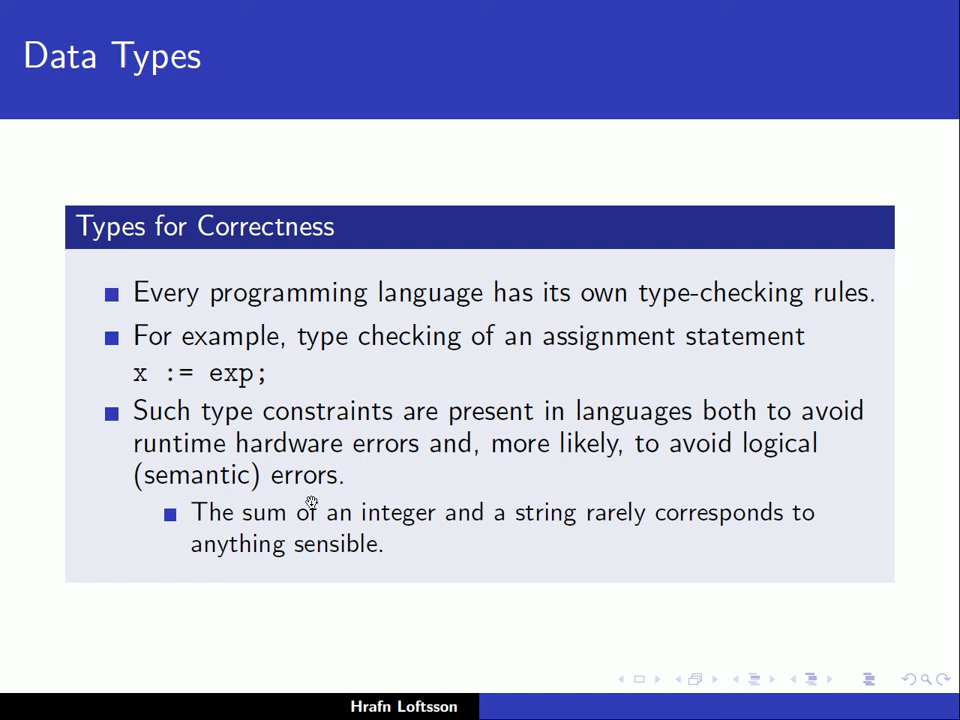 Data Types
Types for Correctness
Every programming language has its own type-checking rules.
For example, type checking of an assignment statement
x := exp;
Such type constraints are present in languages both to avoid
runtime hardware errors and, more likely, to avoid logical
(semantic) errors.
The sum of an integer and a string rarely corresponds to
anything sensible.
Hrafn Loftsson